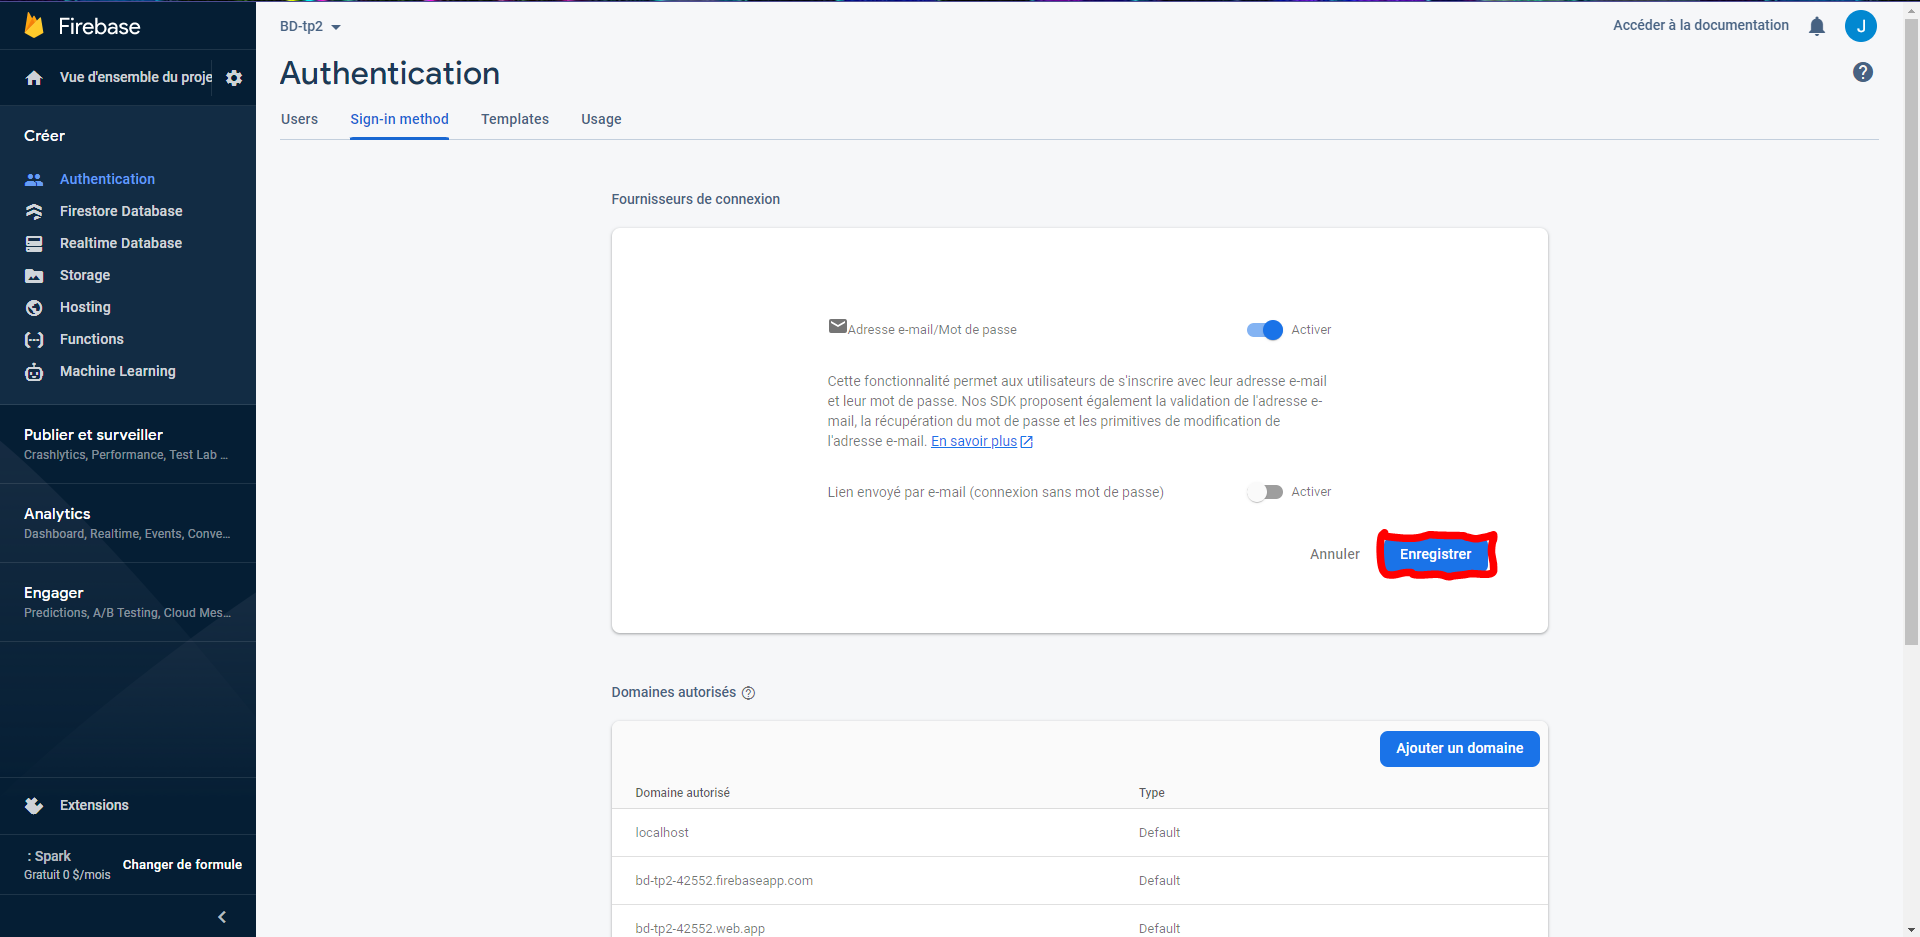 Firebase
Vue d'ensemble du proje
Créer
Authentication
Firestore Database
Realtime Database
Storage
Hosting
Functions
Machine Learning
Publier et surveiller
Crashlytics, Performance, Test Lab ...
Analytics
Dashboard, Realtime, Events, Conve...
Engager
Predictions, A/B Testing, Cloud Mes...
Extensions
: Spark
Gratuit 0 $/mois
Changer de formule
BD-tp2
Accéder à la documentation
J
Authentication
?
Users Sign-in method Templates Usage
Fournisseurs de connexion
Adresse e-mail/Mot de passe Activer
Cette fonctionnalité permet aux utilisateurs de s'inscrire avec leur adresse e-mail
et leur mot de passe. Nos SDK proposent également la validation de l'adresse e-
mail, la récupération du mot de passe et les primitives de modification de
l'adresse e-mail. En savoir plus
Lien envoyé par e-mail (connexion sans mot de passe) Activer
Annuler Enregistrer
Domaines autorisés ?
Ajouter un domaine
Domaine autorisé Type
localhost Default
bd-tp2-42552.firebaseapp.com Default
bd-tp2-42552.web.app Default